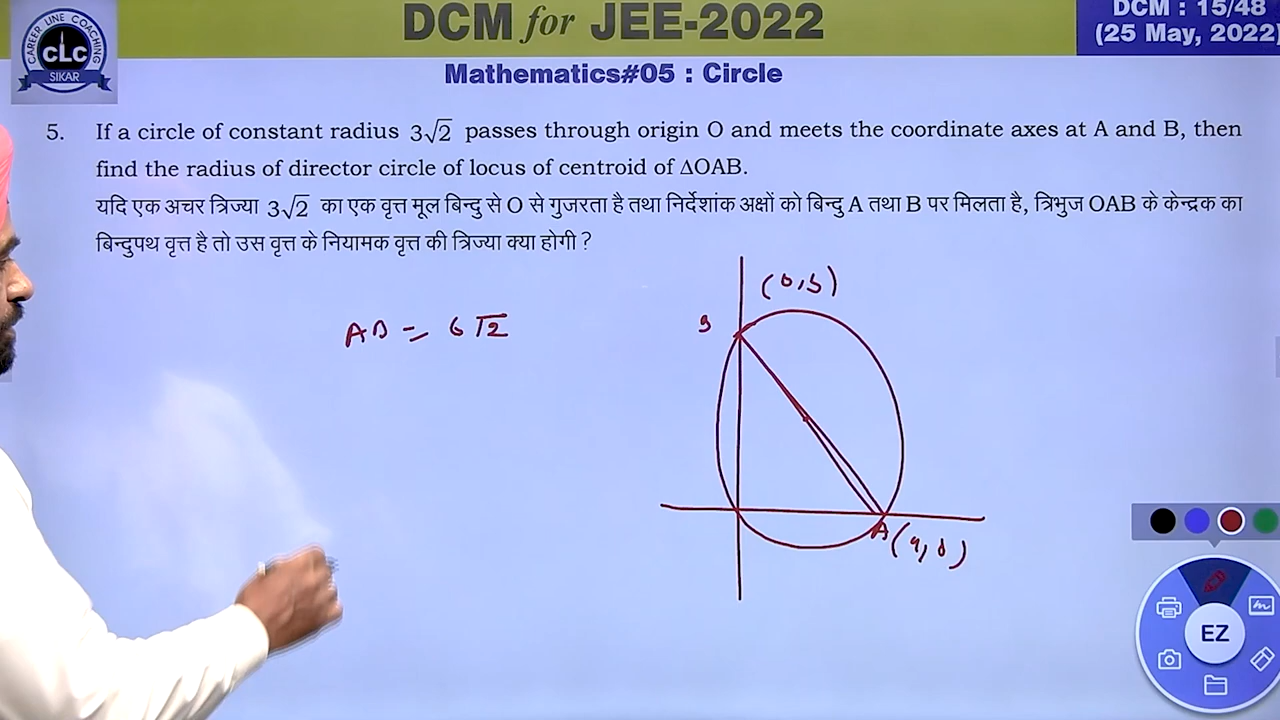 CAREER LINE COACHING
CLC
SIKAR
DCM for JEE-2022
DCM : 15/48
(25 May, 2022)
Mathematics#05 : Circle
5. If a circle of constant radius 3√2 passes through origin O and meets the coordinate axes at A and B, then
find the radius of director circle of locus of centroid of ΔOAB.
यदि एक अचर त्रिज्या 3√2 का एक वृत्त मूल बिन्दु से O से गुजरता है तथा निर्देशांक अक्षों को बिन्दु A तथा B पर मिलता है, त्रिभुज OAB के केन्द्रक का
बिन्दुपथ वृत्त है तो उस वृत्त के नियामक वृत्त की त्रिज्या क्या होगी ?
(0,b)
B
AB = 6√2
A(a,0)
EZ